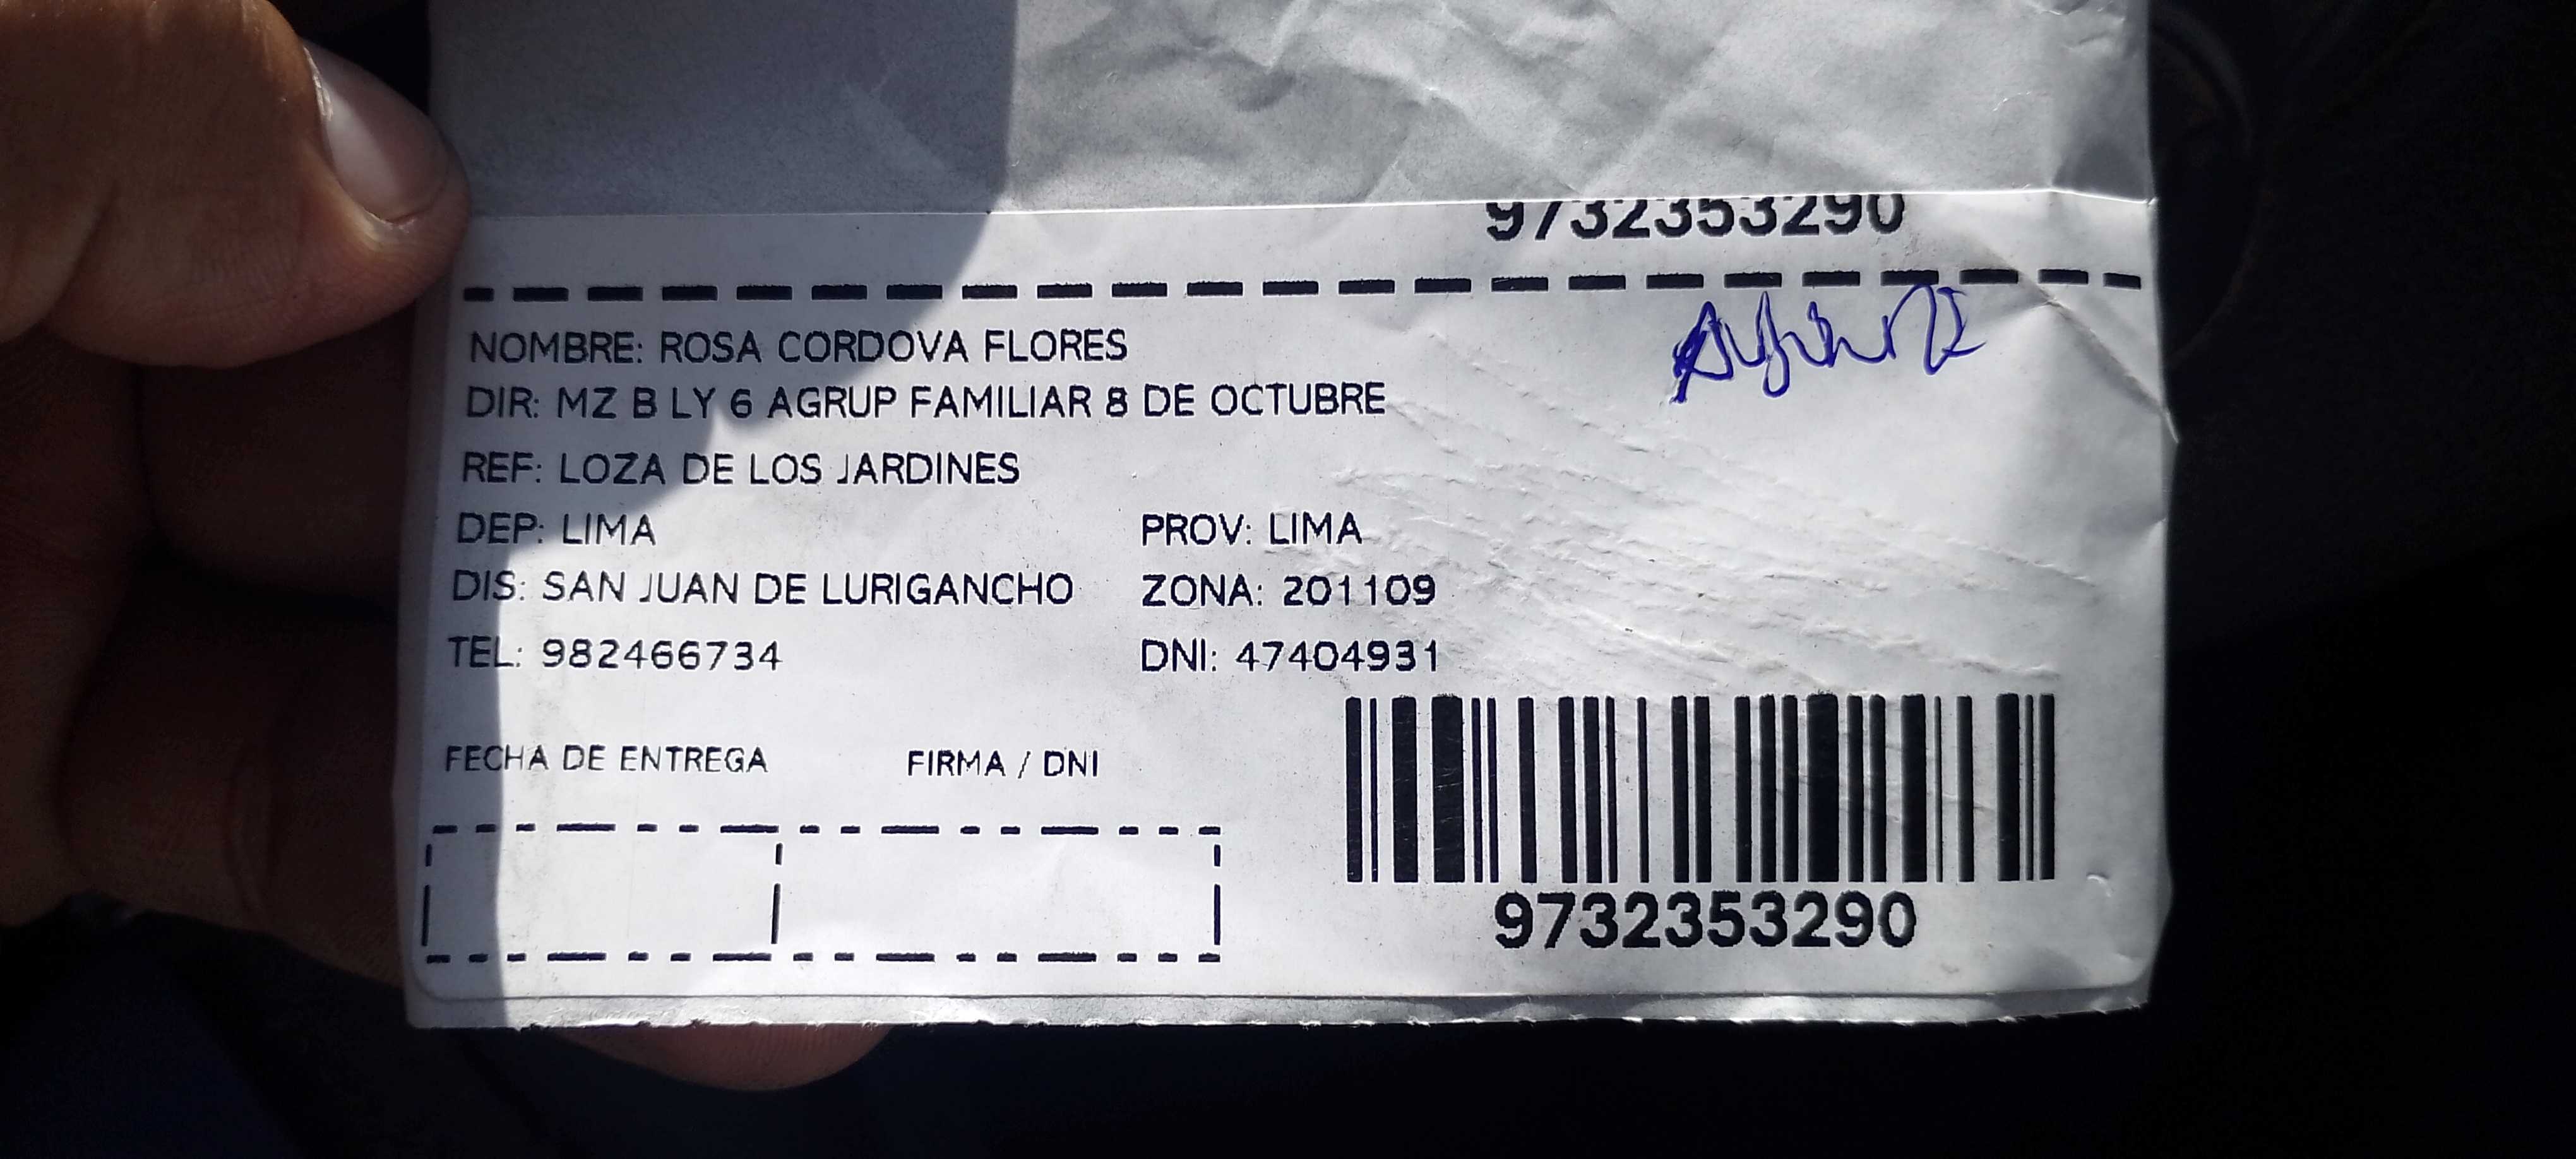 9732353290
NOMBRE: ROSA CORDOVA FLORES
DIR: MZ B LY 6 AGRUP FAMILIAR 8 DE OCTUBRE
REF: LOZA DE LOS JARDINES
DEP: LIMA PROV: LIMA
DIS: SAN JUAN DE LURIGANCHO ZONA: 201109
TEL: 982466734 DNI: 47404931
FECHA DE ENTREGA FIRMA / DNI
9732353290